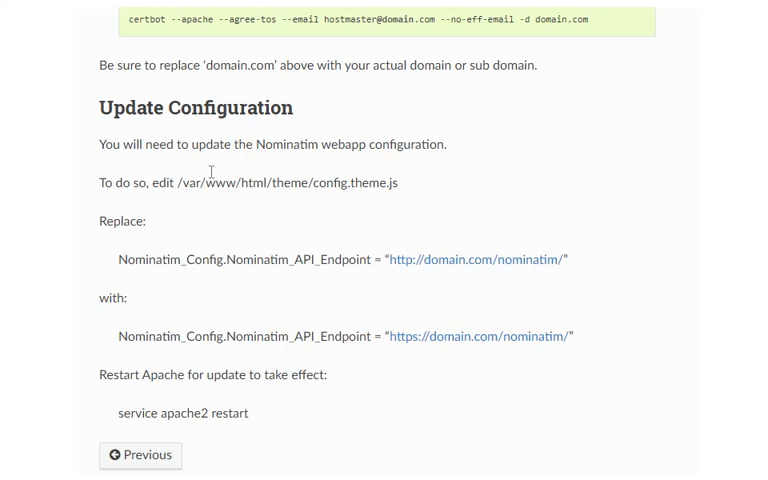 certbot --apache --agree-tos --email hostmaster@domain.com --no-eff-email -d domain.com
Be sure to replace ‘domain.com’ above with your actual domain or sub domain.
Update Configuration
You will need to update the Nominatim webapp configuration.
To do so, edit /var/www/html/theme/config.theme.js
Replace:
Nominatim_Config.Nominatim_API_Endpoint = “http://domain.com/nominatim/”
with:
Nominatim_Config.Nominatim_API_Endpoint = “https://domain.com/nominatim/”
Restart Apache for update to take effect:
service apache2 restart
Previous